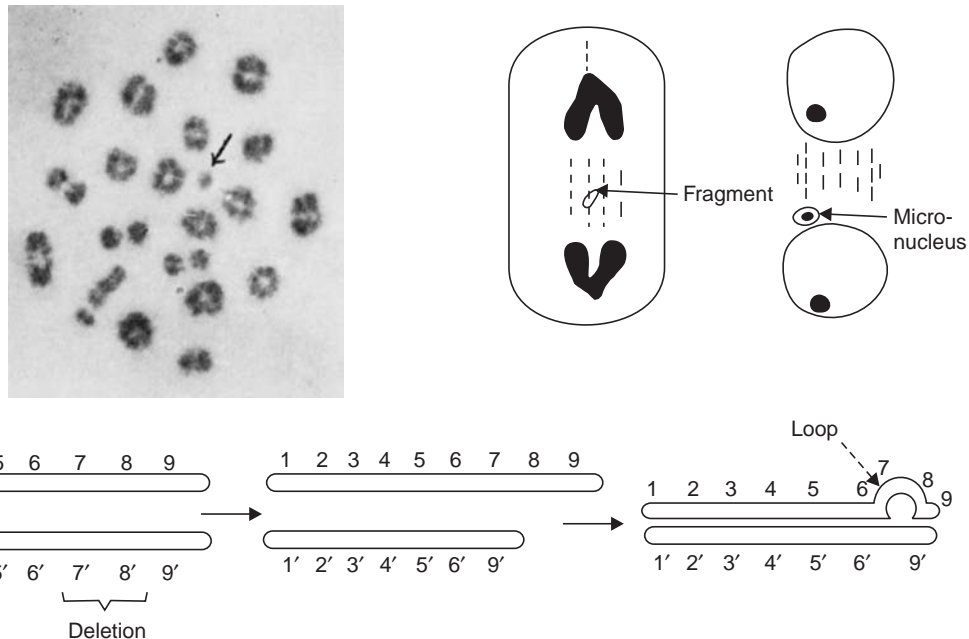 Fragment
Micro-
nucleus
Loop
5 6 7 8 9
1 2 3 4 5 6 7 8 9
1 2 3 4 5 6 7 8 9
6′ 7′ 8′ 9′
1′ 2′ 3′ 4′ 5′ 6′ 9′
1′ 2′ 3′ 4′ 5′ 6′ 9′
Deletion